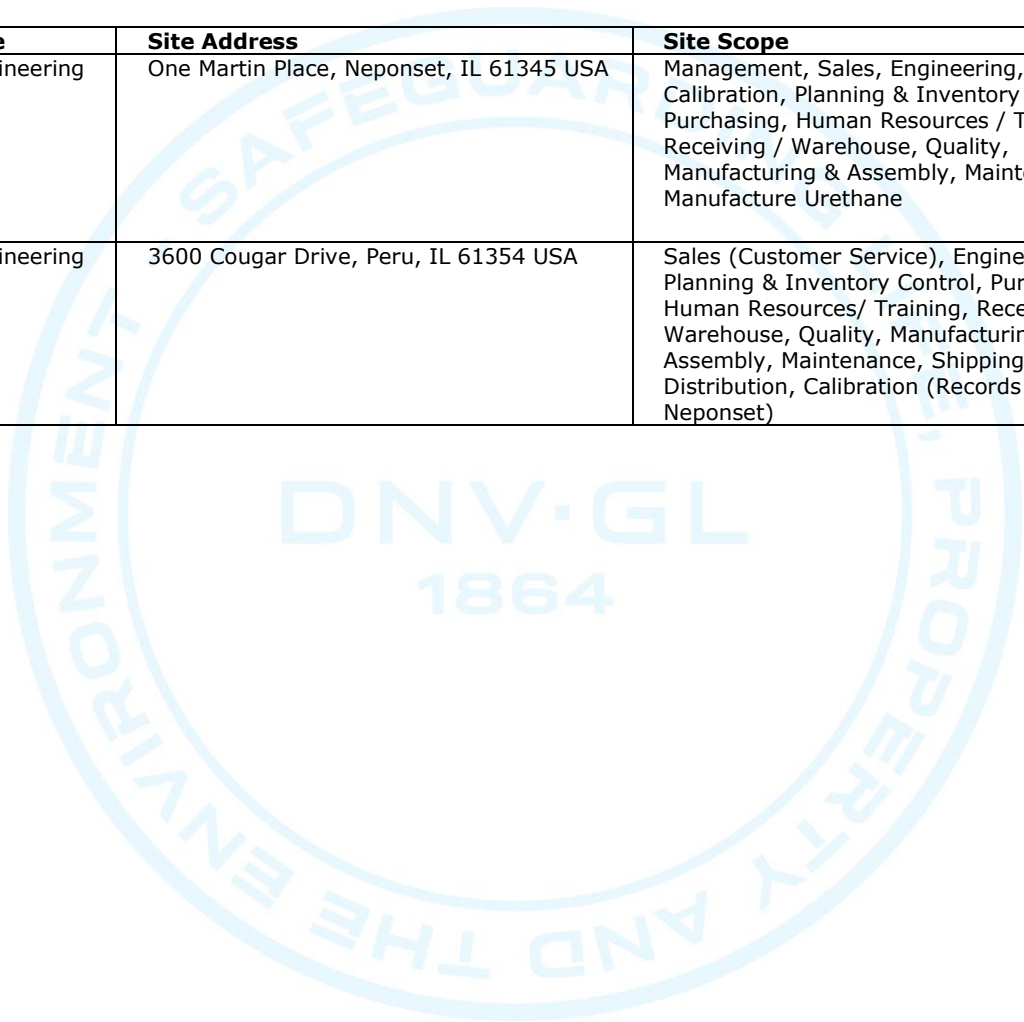 e Site Address Site Scope
ineering One Martin Place, Neponset, IL 61345 USA Management, Sales, Engineering,
Calibration, Planning & Inventory
Purchasing, Human Resources / T
Receiving / Warehouse, Quality,
Manufacturing & Assembly, Maint
Manufacture Urethane
ineering 3600 Cougar Drive, Peru, IL 61354 USA Sales (Customer Service), Engine
Planning & Inventory Control, Pur
Human Resources/ Training, Rece
Warehouse, Quality, Manufacturin
Assembly, Maintenance, Shipping
Distribution, Calibration (Records
Neponset)
SAFEGUARDING LIFE, PROPERTY AND THE ENVIRONMENT
DNV·GL
1864